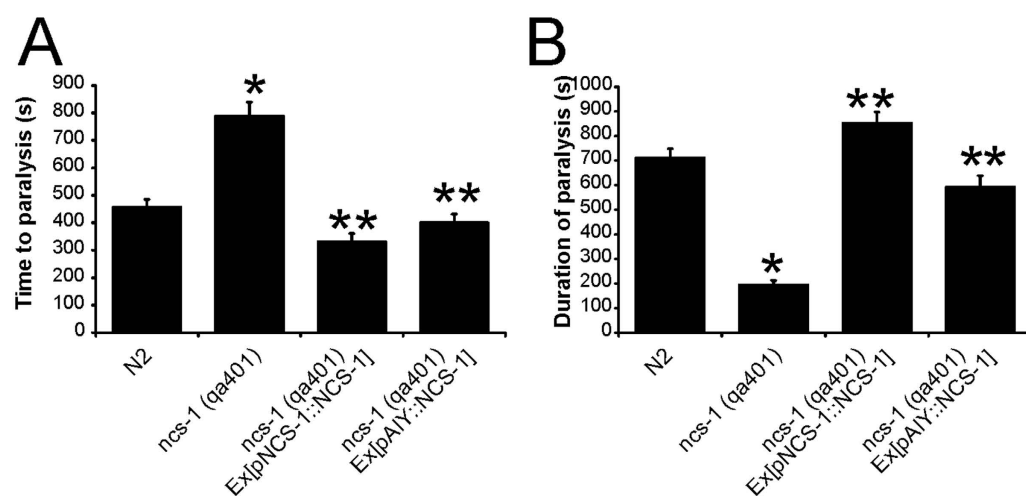 A
Time to paralysis (s)
900
800
700
600
500
400
300
200
100
0
*
**
**
N2
ncs-1 (qa401)
ncs-1 (qa401)
Ex[pNCS-1::NCS-1]
ncs-1 (qa401)
Ex[pAIY::NCS-1]
B
Duration of paralysis (s)
1000
900
800
700
600
500
400
300
200
100
0
*
**
**
N2
ncs-1 (qa401)
ncs-1 (qa401)
Ex[pNCS-1::NCS-1]
ncs-1 (qa401)
Ex[pAIY::NCS-1]